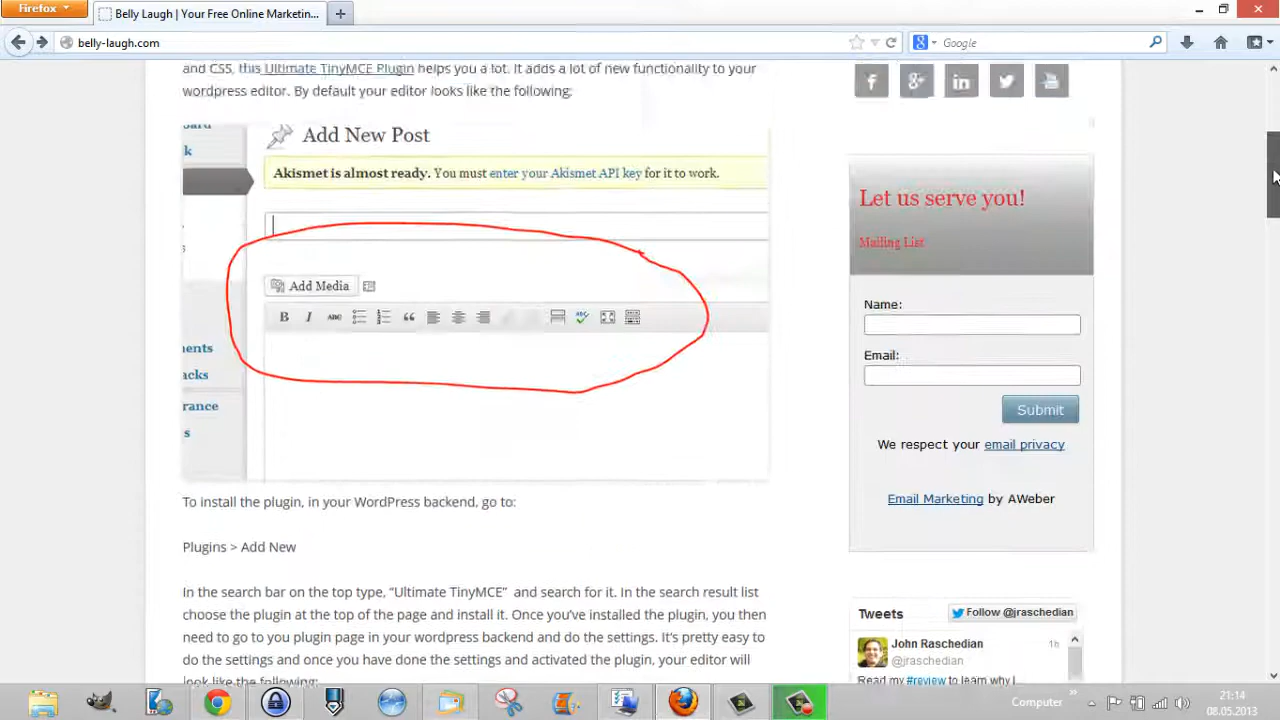 Firefox
Belly Laugh | Your Free Online Marketin...
belly-laugh.com
Google
and CSS, this Ultimate TinyMCE Plugin helps you a lot. It adds a lot of new functionality to your
wordpress editor. By default your editor looks like the following:
Add New Post
k
Akismet is almost ready. You must enter your Akismet API key for it to work.
s
Add Media
B I ABC
ABC
ents
acks
rance
s
To install the plugin, in your WordPress backend, go to:
Plugins > Add New
In the search bar on the top type, “Ultimate TinyMCE” and search for it. In the search result list
choose the plugin at the top of the page and install it. Once you’ve installed the plugin, you then
need to go to you plugin page in your wordpress backend and do the settings. It’s pretty easy to
do the settings and once you have done the settings and activated the plugin, your editor will
look like the following:
Let us serve you!
Mailing List
Name:
Email:
Submit
We respect your email privacy
Email Marketing by AWeber
Tweets
Follow @jraschedian
John Raschedian 1h
@jraschedian
Read my #review to learn why I
Computer
21:14
08.05.2013